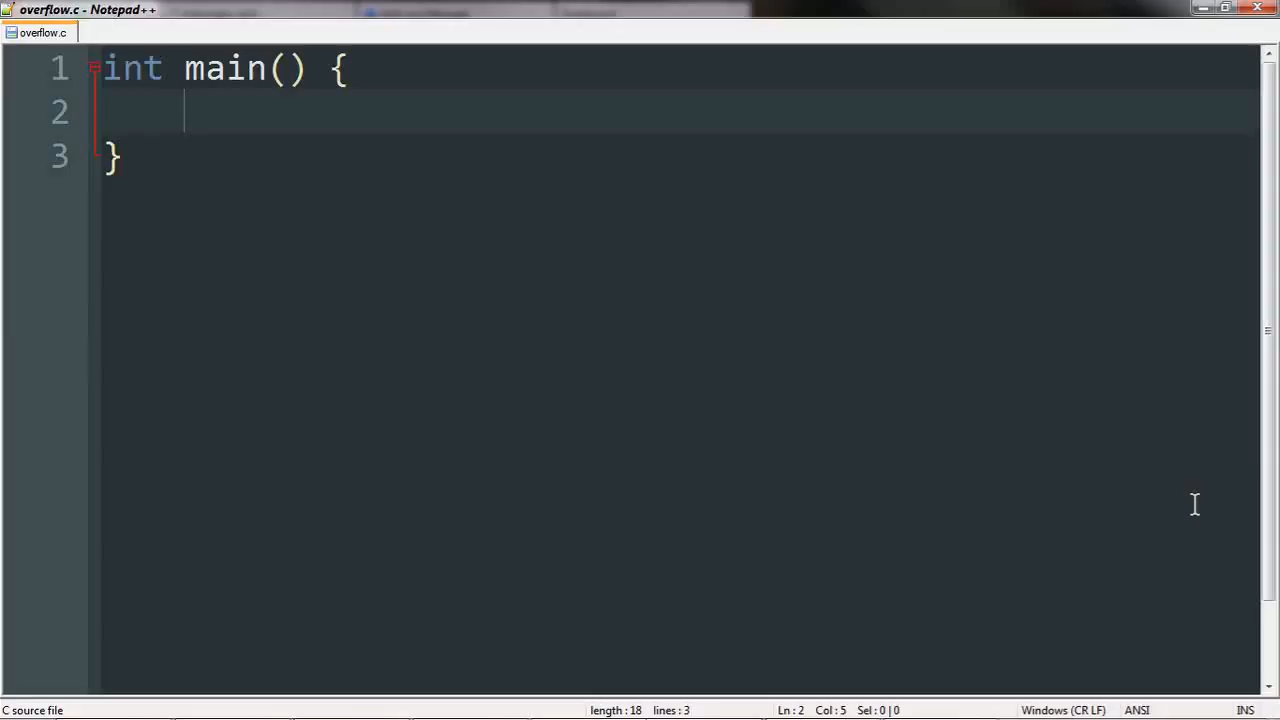 overflow.c - Notepad++
overflow.c
1 int main() {
2
3 }
C source file length : 18 lines : 3 Ln : 2 Col : 5 Sel : 0 | 0 Windows (CR LF) ANSI INS